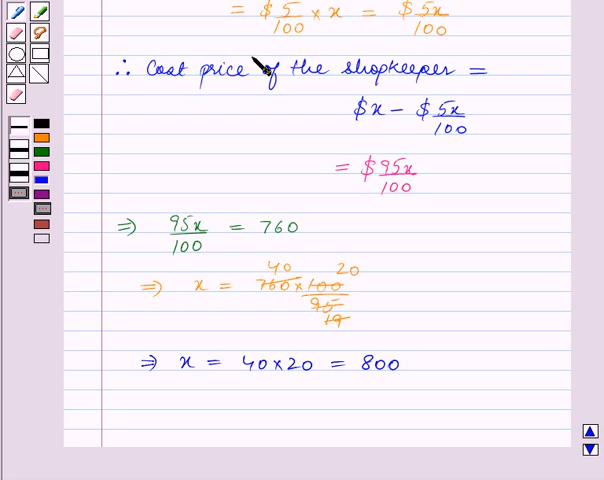 = $5/100 × x = $5x/100
∴ Cost price of the shopkeeper =
$x - $5x/100
= $95x/100
⇒ 95x/100 = 760
40 20
⇒ x = 760 × 100/95
19
⇒ x = 40 × 20 = 800